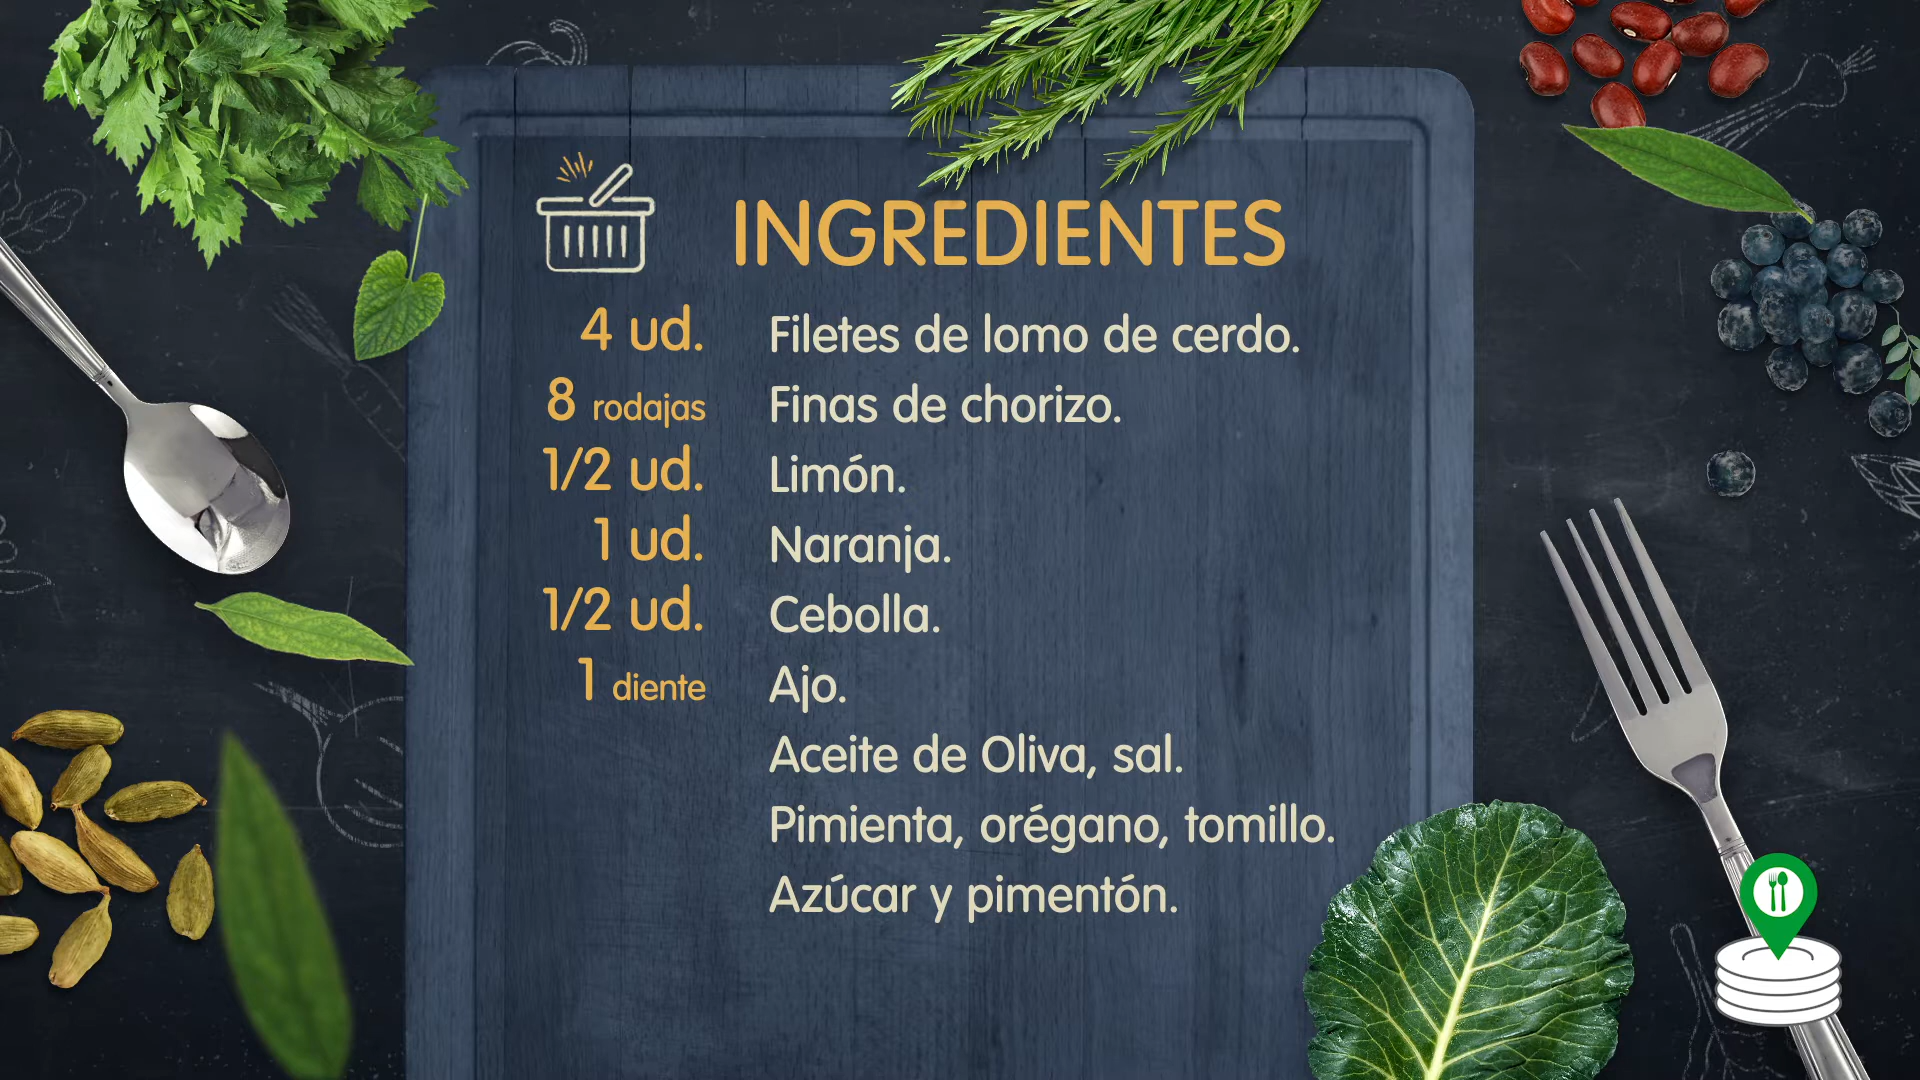 INGREDIENTES
4 ud. Filetes de lomo de cerdo.
8 rodajas Finas de chorizo.
1/2 ud. Limón.
1 ud. Naranja.
1/2 ud. Cebolla.
1 diente Ajo.
Aceite de Oliva, sal.
Pimienta, orégano, tomillo.
Azúcar y pimentón.